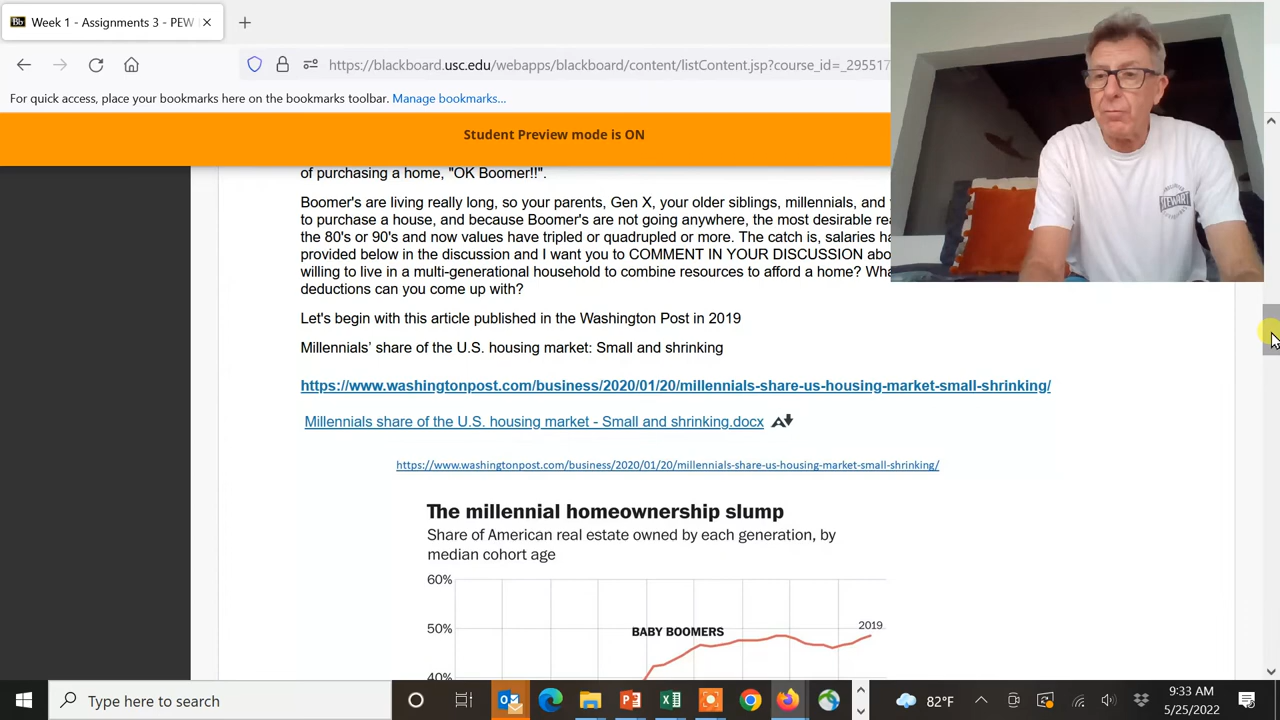 Week 1 - Assignments 3 - PEW
https://blackboard.usc.edu/webapps/blackboard/content/listContent.jsp?course_id=_295517
For quick access, place your bookmarks here on the bookmarks toolbar. Manage bookmarks...
Student Preview mode is ON
of purchasing a home, "OK Boomer!!".
Boomer's are living really long, so your parents, Gen X, your older siblings, millennials, and
to purchase a house, and because Boomer's are not going anywhere, the most desirable rea
the 80's or 90's and now values have tripled or quadrupled or more. The catch is, salaries ha
provided below in the discussion and I want you to COMMENT IN YOUR DISCUSSION abo
willing to live in a multi-generational household to combine resources to afford a home? Wha
deductions can you come up with?
Let's begin with this article published in the Washington Post in 2019
Millennials' share of the U.S. housing market: Small and shrinking
https://www.washingtonpost.com/business/2020/01/20/millennials-share-us-housing-market-small-shrinking/
Millennials share of the U.S. housing market - Small and shrinking.docx
https://www.washingtonpost.com/business/2020/01/20/millennials-share-us-housing-market-small-shrinking/
The millennial homeownership slump
Share of American real estate owned by each generation, by
median cohort age
60%
50%
BABY BOOMERS
2019
40%
STEWART
Type here to search
82°F
9:33 AM
5/25/2022